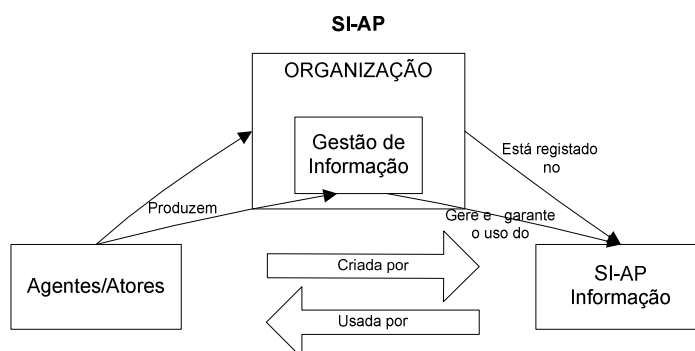 SI-AP
ORGANIZAÇÃO
Gestão de
Informação
Está registado
no
Produzem
Gere e garante
o uso do
Agentes/Atores
Criada por
Usada por
SI-AP
Informação